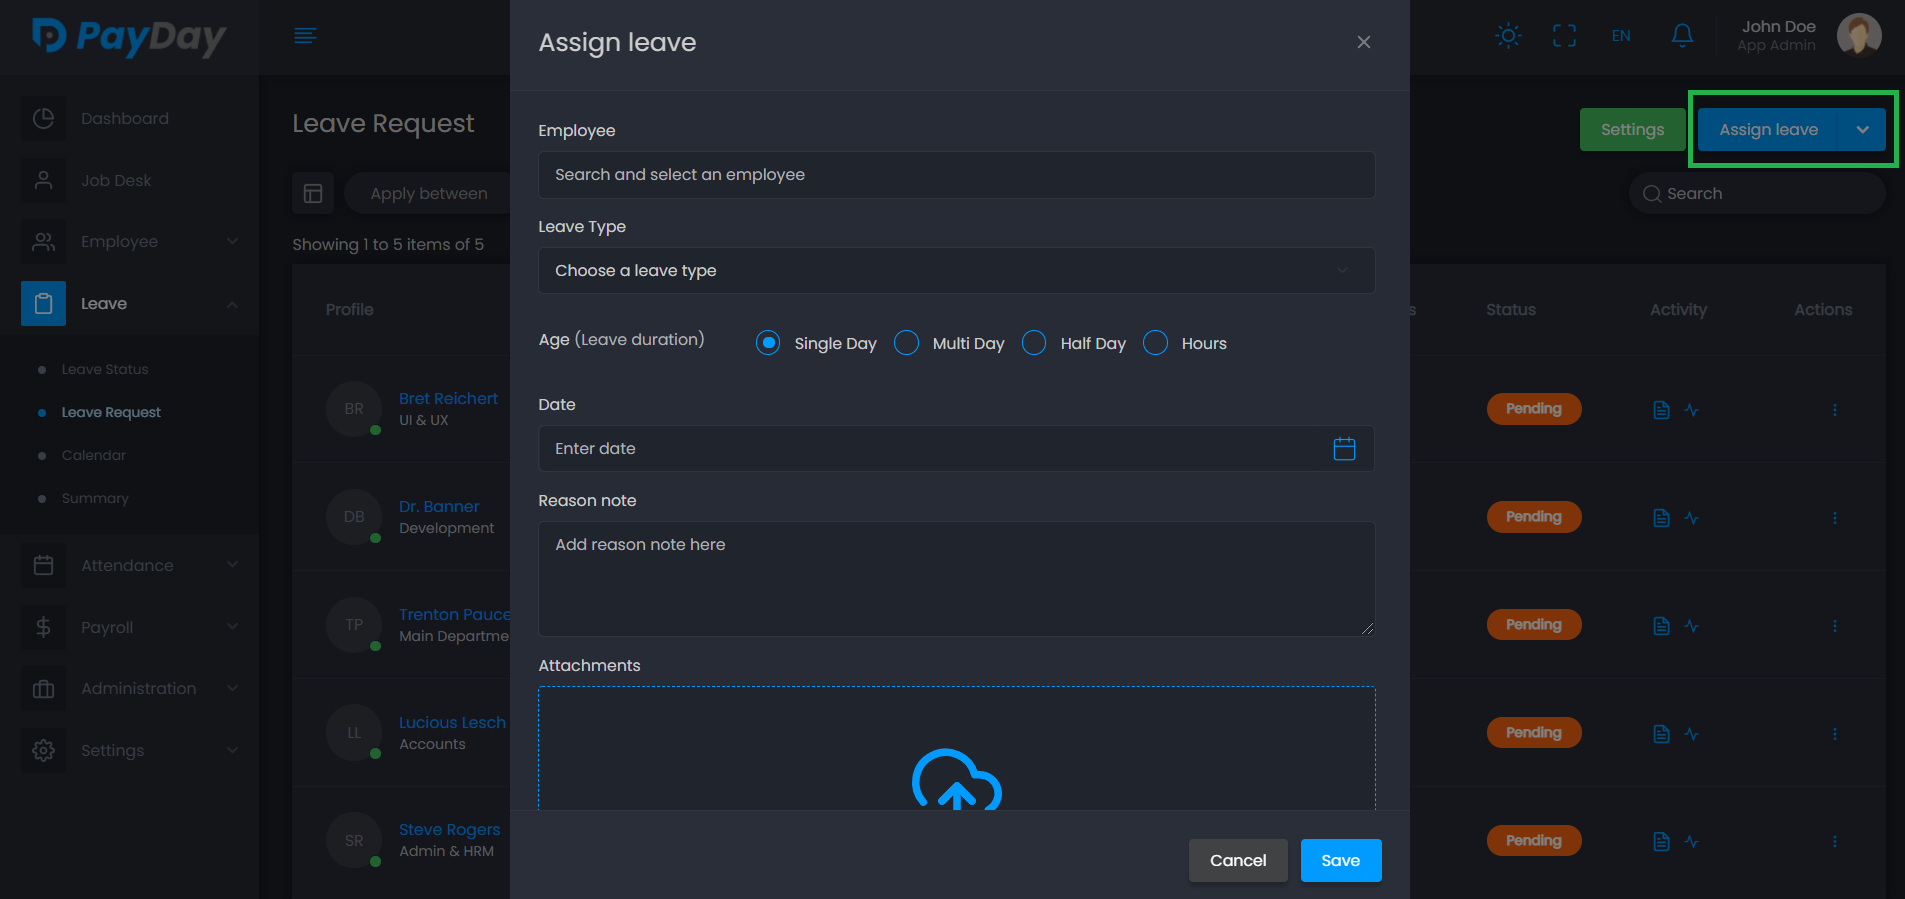 PayDay
EN
John Doe
App Admin
Dashboard
Job Desk
Employee
Leave
Leave Status
Leave Request
Calendar
Summary
Attendance
Payroll
Administration
Settings
Leave Request
Settings
Assign leave
Apply between
Search
Showing 1 to 5 items of 5
Profile
s
Status
Activity
Actions
BR
Bret Reichert
UI & UX
Pending
DB
Dr. Banner
Development
Pending
TP
Trenton Pauce
Main Departme
Pending
LL
Lucious Lesch
Accounts
Pending
SR
Steve Rogers
Admin & HRM
Pending
Assign leave
Employee
Search and select an employee
Leave Type
Choose a leave type
Age (Leave duration)
Single Day
Multi Day
Half Day
Hours
Date
Enter date
Reason note
Add reason note here
Attachments
Cancel
Save